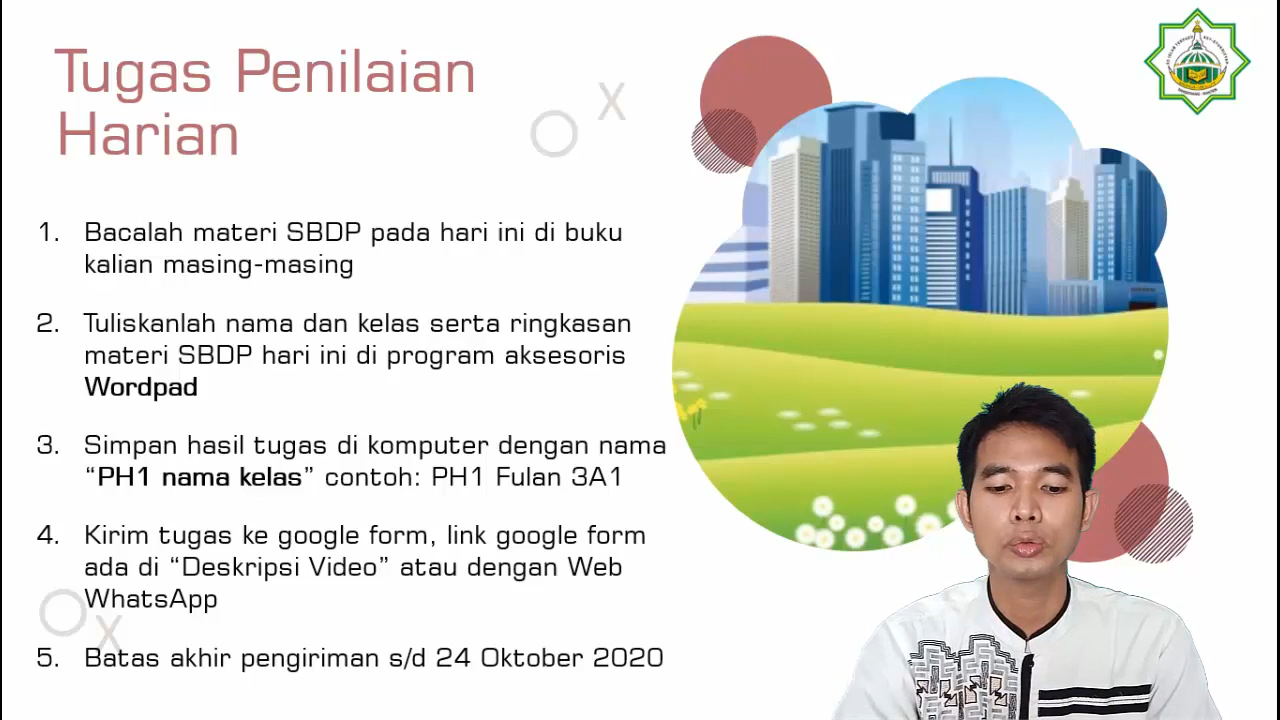 Tugas Penilaian
Harian
1. Bacalah materi SBDP pada hari ini di buku
kalian masing-masing
2. Tuliskanlah nama dan kelas serta ringkasan
materi SBDP hari ini di program aksesoris
Wordpad
3. Simpan hasil tugas di komputer dengan nama
“PH1 nama kelas” contoh: PH1 Fulan 3A1
4. Kirim tugas ke google form, link google form
ada di “Deskripsi Video” atau dengan Web
WhatsApp
5. Batas akhir pengiriman s/d 24 Oktober 2020